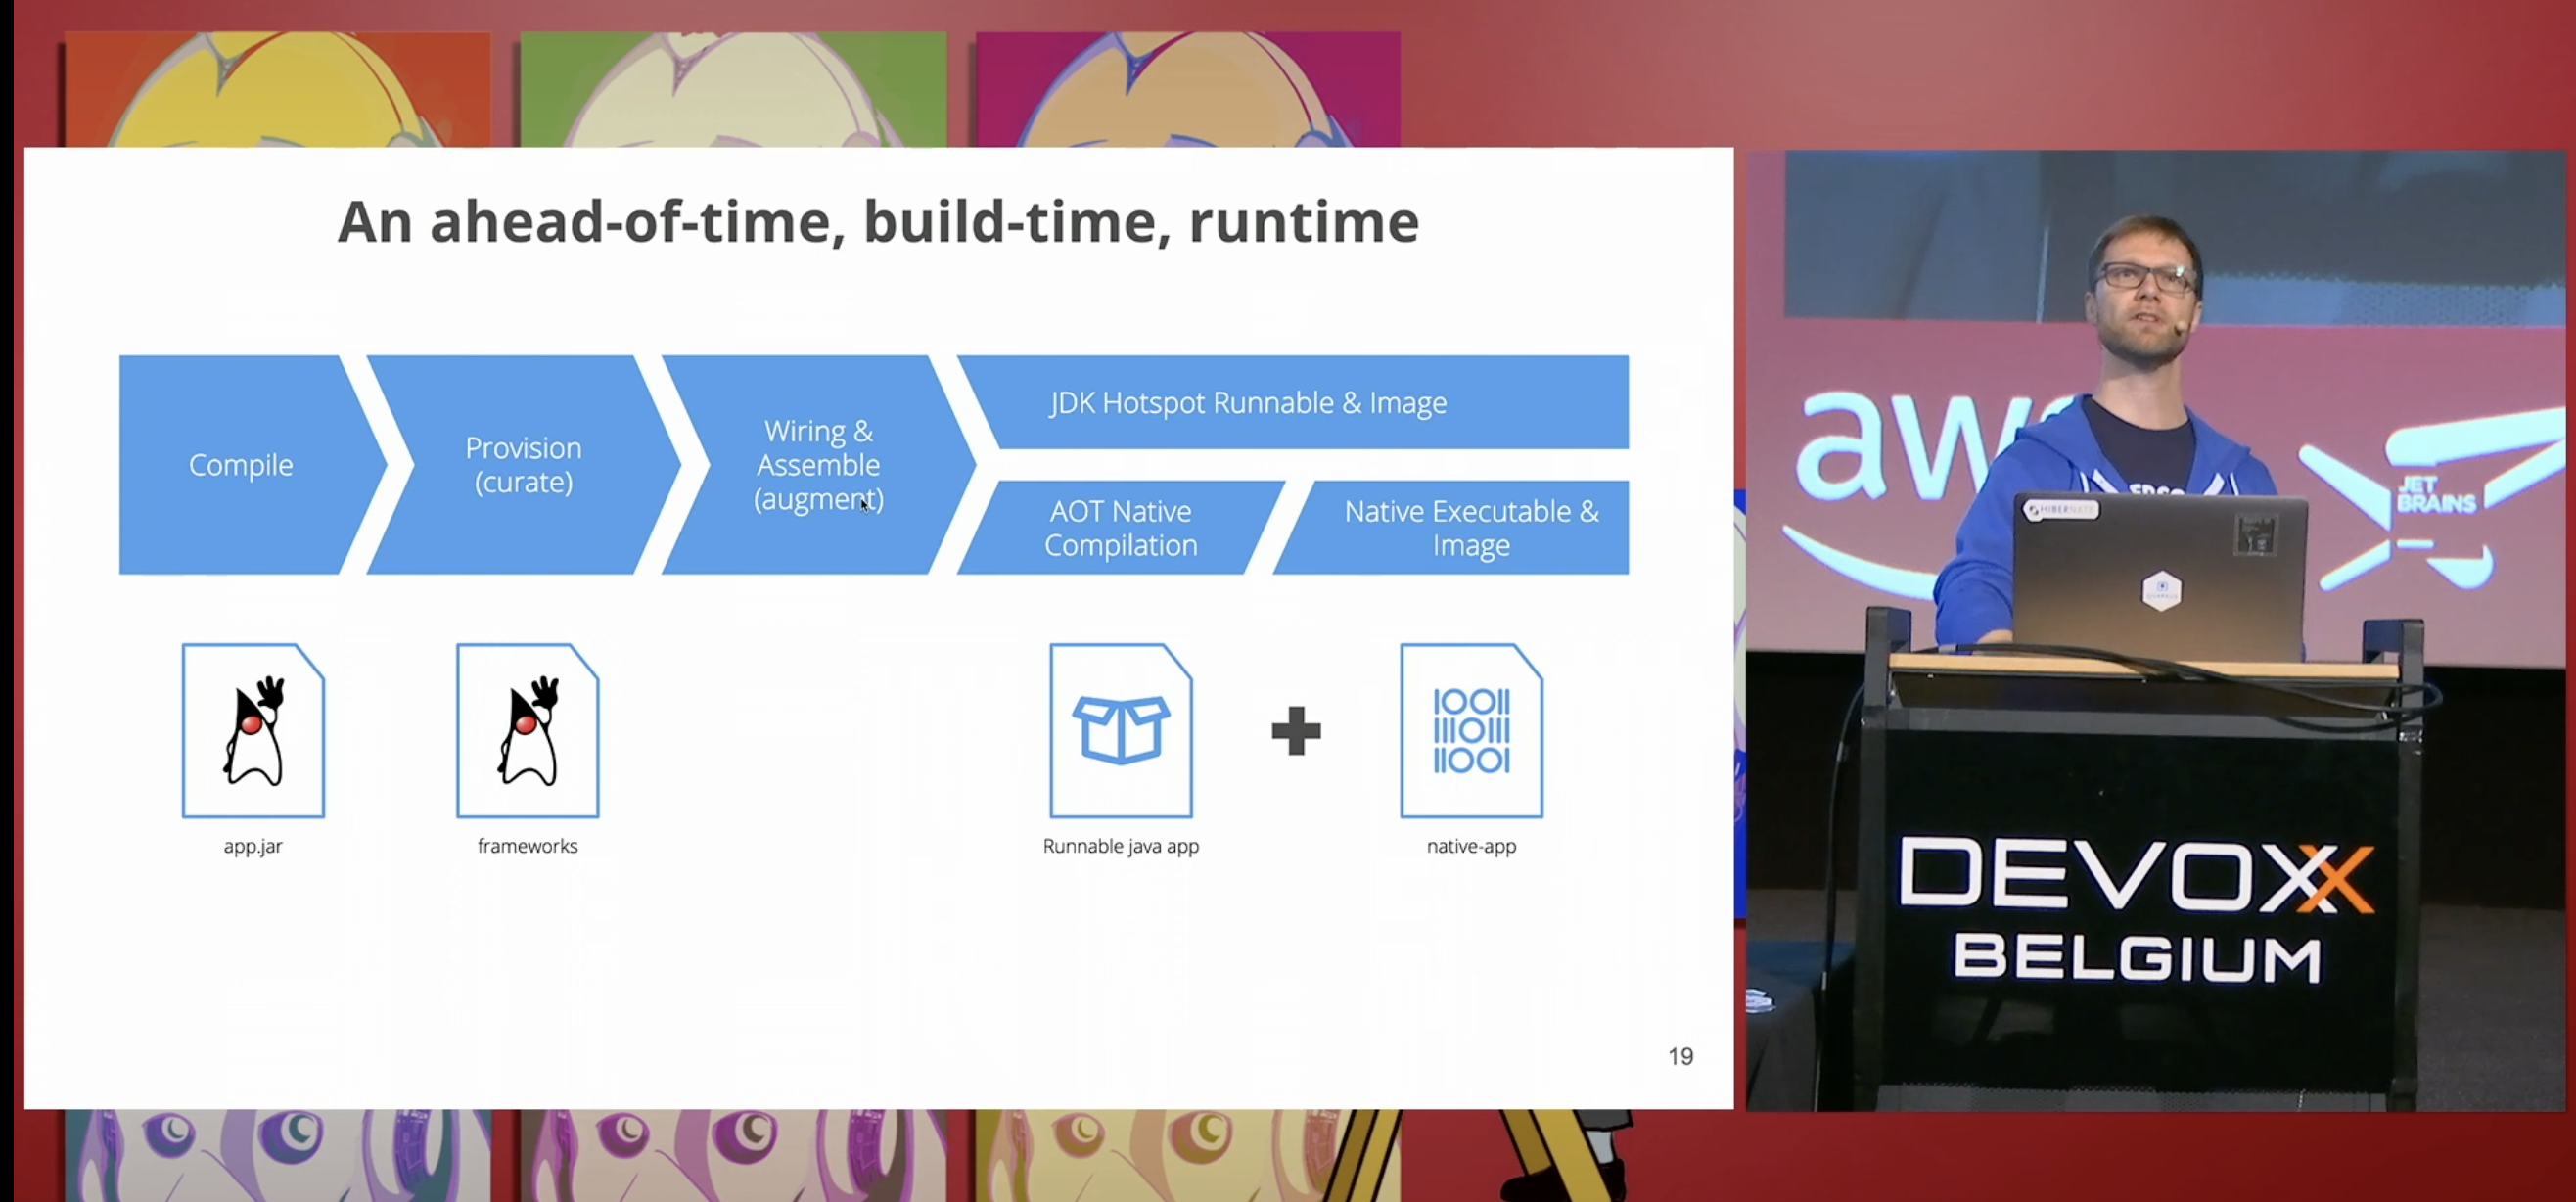 An ahead-of-time, build-time, runtime
Compile
Provision
(curate)
Wiring &
Assemble
(augment)
JDK Hotspot Runnable & Image
AOT Native
Compilation
Native Executable &
Image
app.jar
frameworks
Runnable java app
native-app
19
JET
BRAINS
HIBERNATE
DEVOXX
BELGIUM